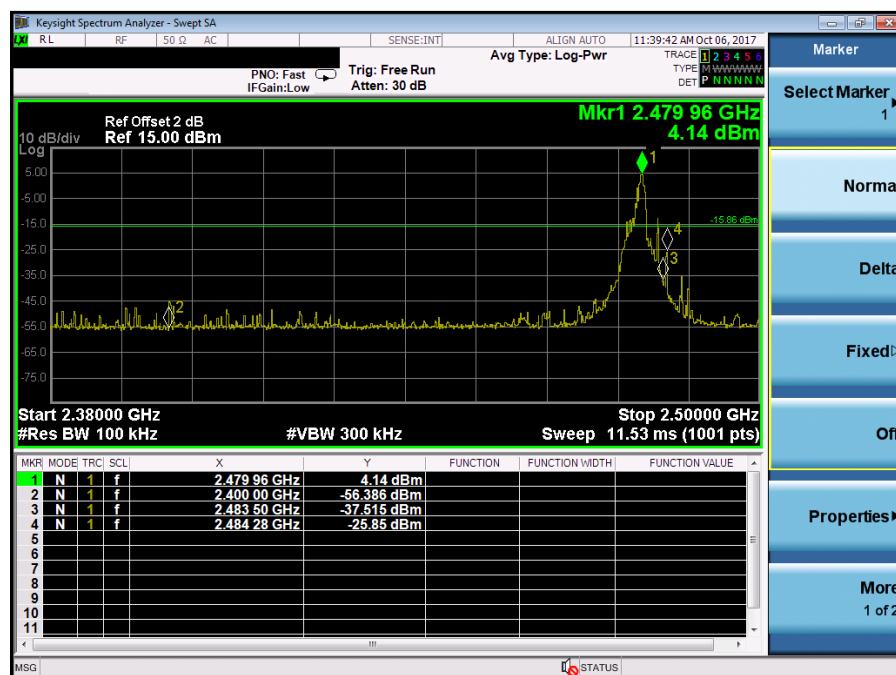 Keysight Spectrum Analyzer - Swept SA
LXI RL RF 50 Ω AC SENSE:INT ALIGN AUTO 11:39:42 AM Oct 06, 2017
Avg Type: Log-Pwr
TRACE 1 2 3 4 5 6
PNO: Fast Trig: Free Run
TYPE M WWWWW
IFGain:Low Atten: 30 dB
DET P N N N N N
Ref Offset 2 dB
Mkr1 2.479 96 GHz
10 dB/div Ref 15.00 dBm
4.14 dBm
Log
1
5.00
-5.00
-15.0
-15.86 dBm
4
-25.0
3
-35.0
-45.0
2
-55.0
-65.0
-75.0
Start 2.38000 GHz Stop 2.50000 GHz
#Res BW 100 kHz #VBW 300 kHz Sweep 11.53 ms (1001 pts)
MKR MODE TRC SCL X Y FUNCTION FUNCTION WIDTH FUNCTION VALUE
1 N 1 f 2.479 96 GHz 4.14 dBm
2 N 1 f 2.400 00 GHz -56.386 dBm
3 N 1 f 2.483 50 GHz -37.515 dBm
4 N 1 f 2.484 28 GHz -25.85 dBm
5
6
7
8
9
10
11
MSG STATUS
Marker
Select Marker
1
Norma
Delta
Fixed
Off
Properties
More
1 of 2